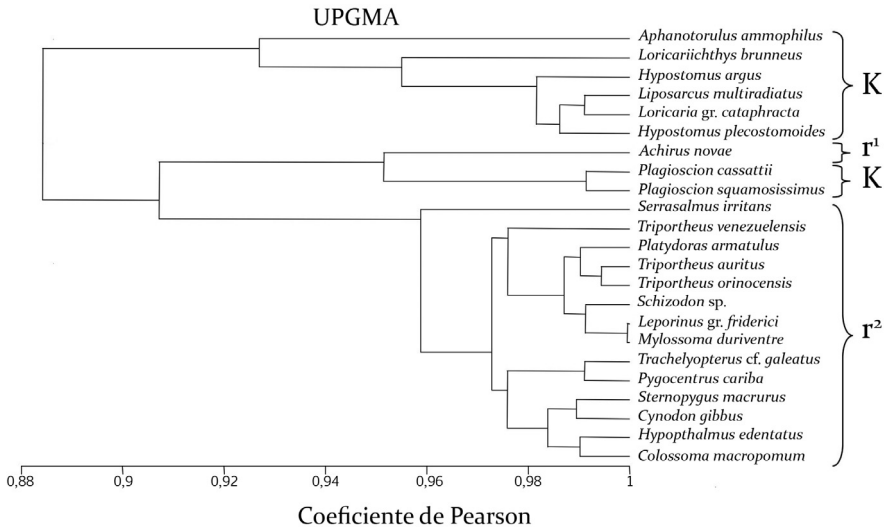 UPGMA
Aphanotorulus ammophilus
Loricariichthys brunneus
Hypostomus argus
Liposarcus multiradiatus
Loricaria gr. cataphracta
Hypostomus plecostomoides
K
Achirus novae
r¹
Plagioscion cassattii
Plagioscion squamosissimus
K
Serrasalmus irritans
Triportheus venezuelensis
Platydoras armatulus
Triportheus auritus
Triportheus orinocensis
Schizodon sp.
Leporinus gr. friderici
Mylossoma duriventre
Trachelyopterus cf. galeatus
Pygocentrus cariba
Sternopygus macrurus
Cynodon gibbus
Hypopthalmus edentatus
Colossoma macropomum
r²
0,88 0,9 0,92 0,94 0,96 0,98 1
Coeficiente de Pearson